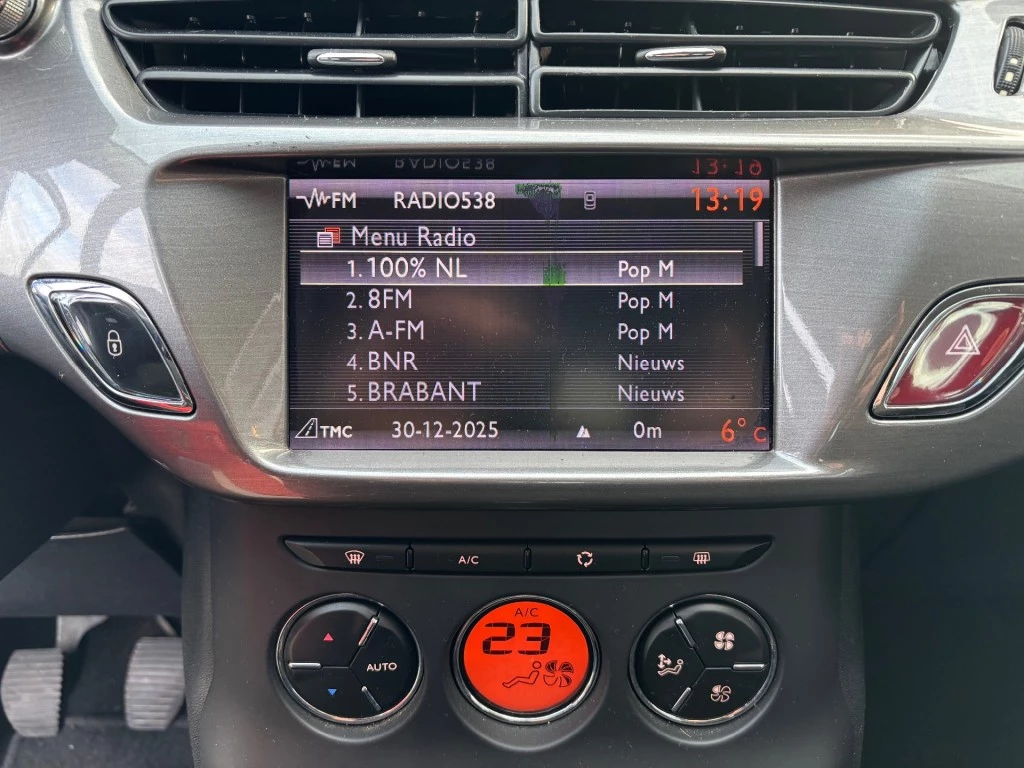 FM RADIO538 13:19
Menu Radio
1. 100% NL Pop M
2. 8FM Pop M
3. A-FM Pop M
4. BNR Nieuws
5. BRABANT Nieuws
TMC 30-12-2025 0m 6°C
A/C
A/C
23
AUTO